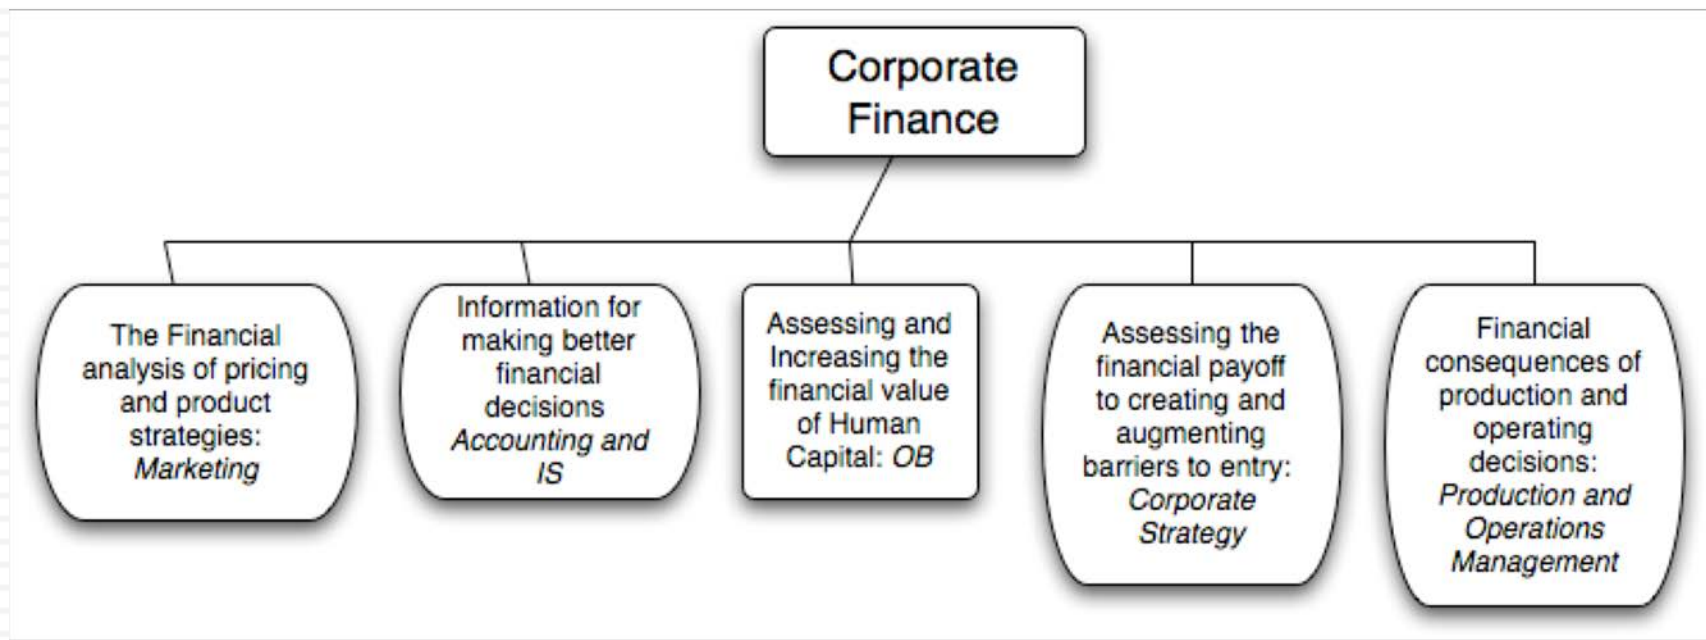 Corporate
Finance
The Financial
analysis of pricing
and product
strategies:
Marketing
Information for
making better
financial
decisions
Accounting and
IS
Assessing and
Increasing the
financial value
of Human
Capital: OB
Assessing the
financial payoff
to creating and
augmenting
barriers to entry:
Corporate
Strategy
Financial
consequences of
production and
operating
decisions:
Production and
Operations
Management